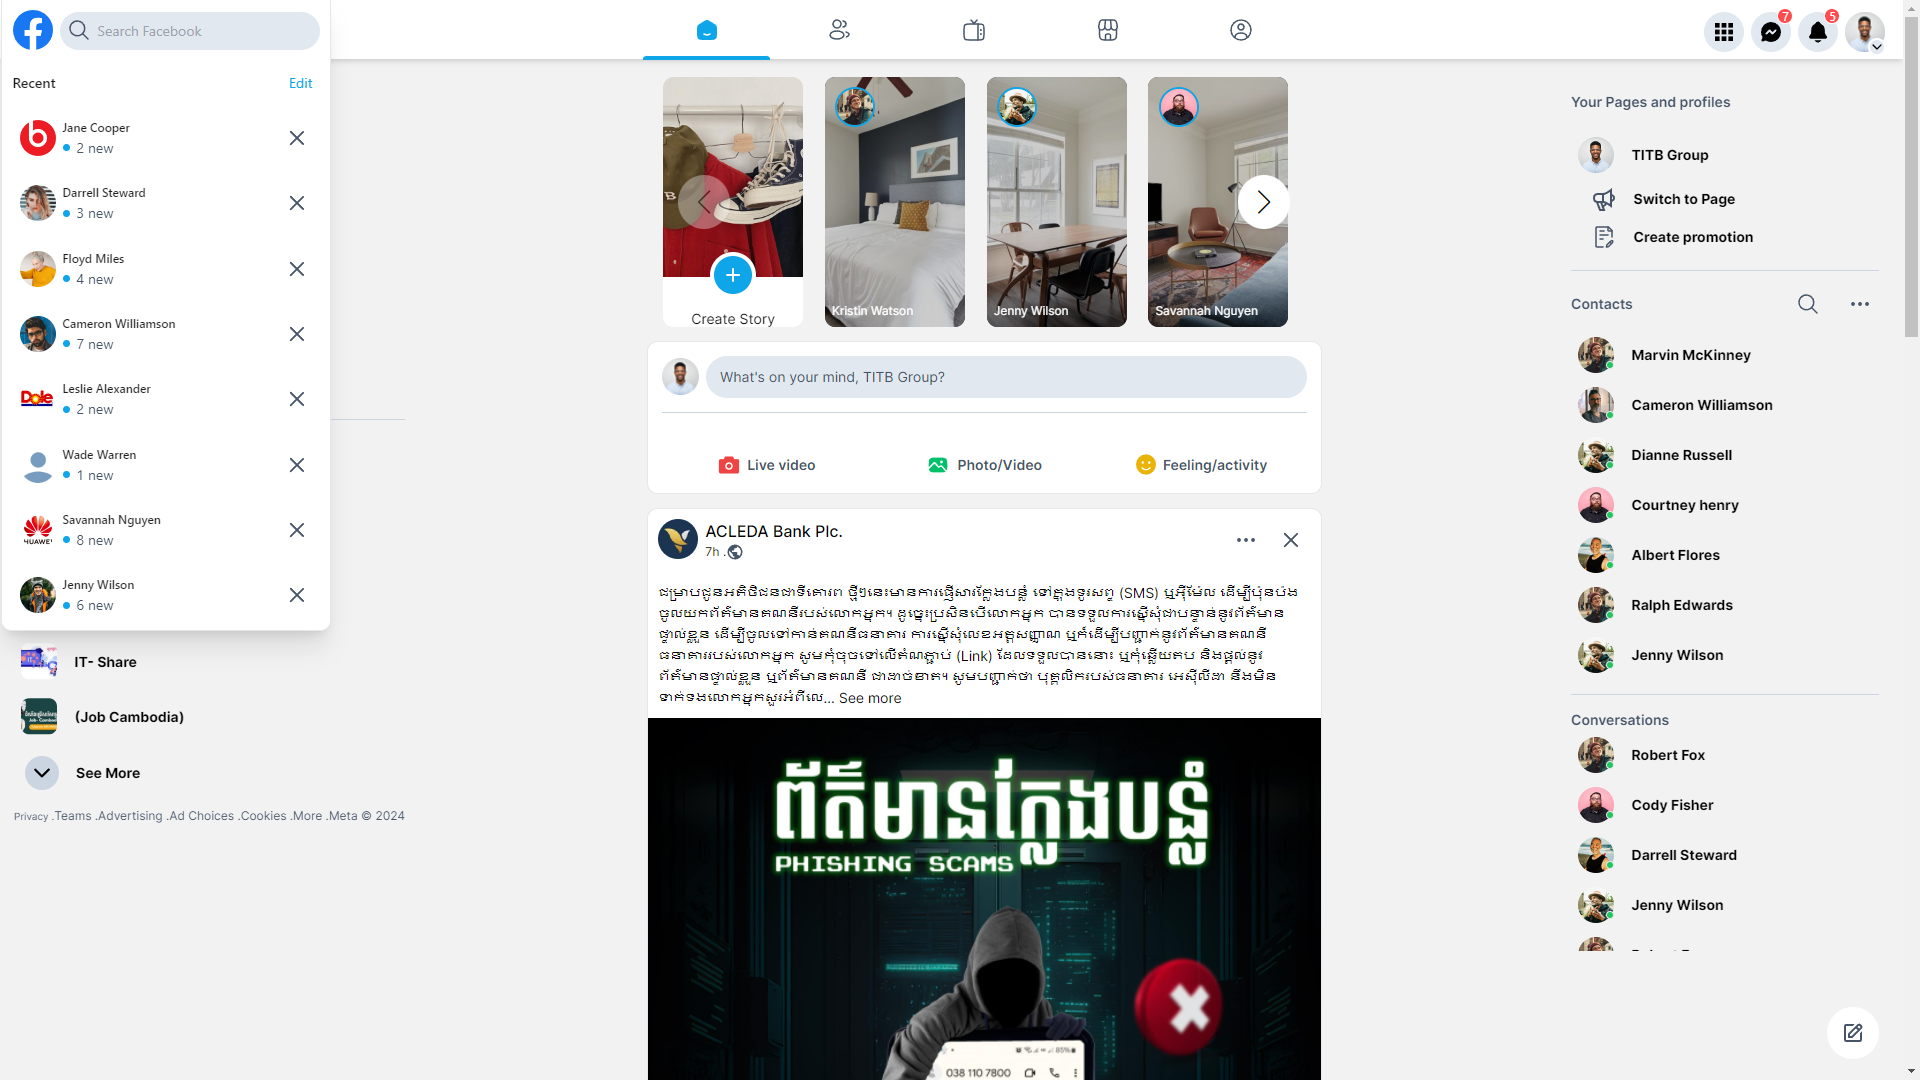 Search Facebook
7
5
Recent
Edit
Jane Cooper
2 new
Darrell Steward
3 new
Floyd Miles
4 new
Cameron Williamson
7 new
Leslie Alexander
2 new
Wade Warren
1 new
Savannah Nguyen
8 new
Jenny Wilson
6 new
IT- Share
(Job Cambodia)
See More
Privacy .Teams .Advertising .Ad Choices .Cookies .More .Meta © 2024
Create Story
Kristin Watson
Jenny Wilson
Savannah Nguyen
What's on your mind, TITB Group?
Live video
Photo/Video
Feeling/activity
ACLEDA Bank Plc.
7h .
ជម្រាបជូនអតិថិជនជាទីគោរព ថ្មីៗនេះមានការផ្ញើសារក្លែងបន្លំ ទៅក្នុងទូរសព្ទ (SMS) ឬអ៊ីម៉ែល ដើម្បីប៉ុនប៉ង
ចូលយកព័ត៌មានគណនីរបស់លោកអ្នក។ ដូច្នេះប្រសិនបើលោកអ្នក បានទទួលការស្នើសុំជាបន្ទាន់នូវព័ត៌មាន
ផ្ទាល់ខ្លួន ដើម្បីចូលទៅកាន់គណនីធនាគារ ការស្នើសុំលេខអត្តសញ្ញាណ ឬក៏ដើម្បីបញ្ជាក់នូវព័ត៌មានគណនី
ធនាគាររបស់លោកអ្នក សូមកុំចុចទៅលើតំណភ្ជាប់ (Link) ដែលទទួលបាននោះ ឬកុំឆ្លើយតប និងផ្តល់នូវ
ព័ត៌មានផ្ទាល់ខ្លួន ឬព័ត៌មានគណនី ជាដាច់ខាត។ សូមបញ្ជាក់ថា បុគ្គលិករបស់ធនាគារ អេស៊ីលីដា នឹងមិន
ទាក់ទងលោកអ្នកសួរអំពីលេ... See more
ព័ត៌មានក្លែងបន្លំ
PHISHING SCAMS
85%
038 110 7800
Your Pages and profiles
TITB Group
Switch to Page
Create promotion
Contacts
Marvin McKinney
Cameron Williamson
Dianne Russell
Courtney henry
Albert Flores
Ralph Edwards
Jenny Wilson
Conversations
Robert Fox
Cody Fisher
Darrell Steward
Jenny Wilson